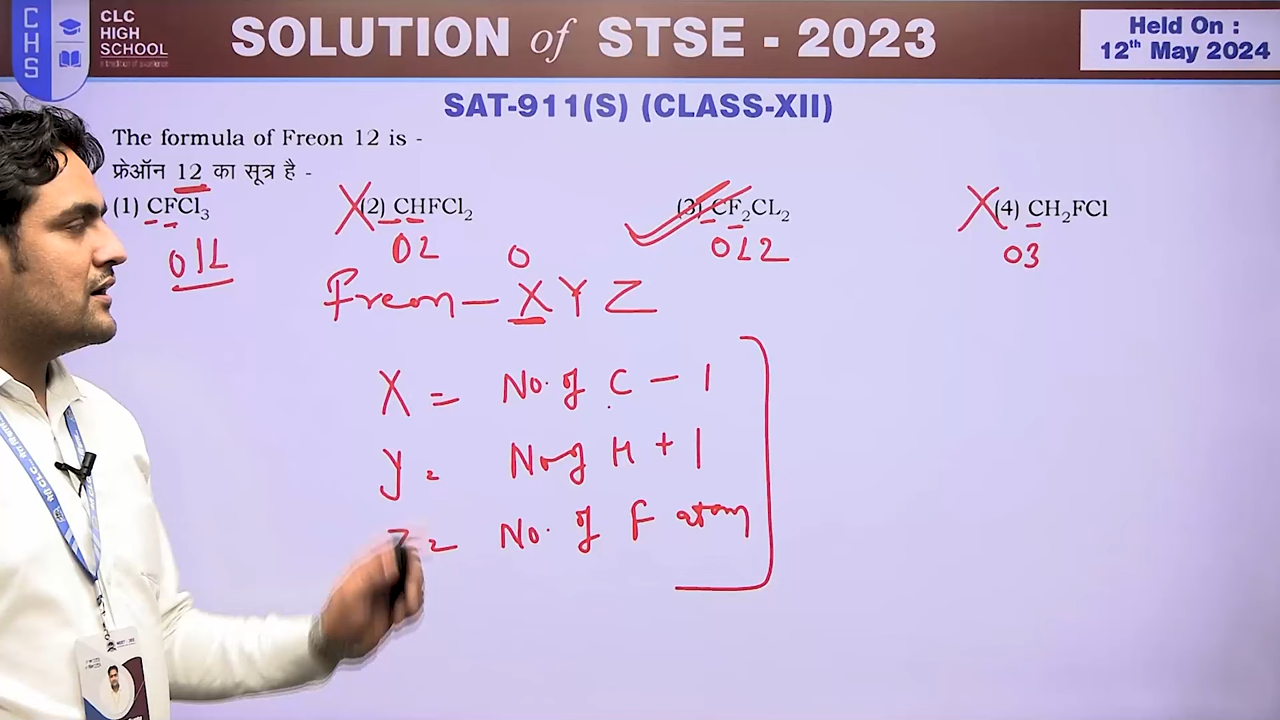 CHS
CLC
HIGH
SCHOOL
SOLUTION of STSE - 2023
Held On :
12th May 2024
SAT-911(S) (CLASS-XII)
The formula of Freon 12 is -
फ्रेऑन 12 का सूत्र है -
(1) CFCl₃
X (2) CHFCl₂
(3) CF₂CL₂
X (4) CH₂FCl
011
02
012
03
0
Freon - XYZ
X = No. of C - 1
Y = No of H + 1
Z = No. of F atom